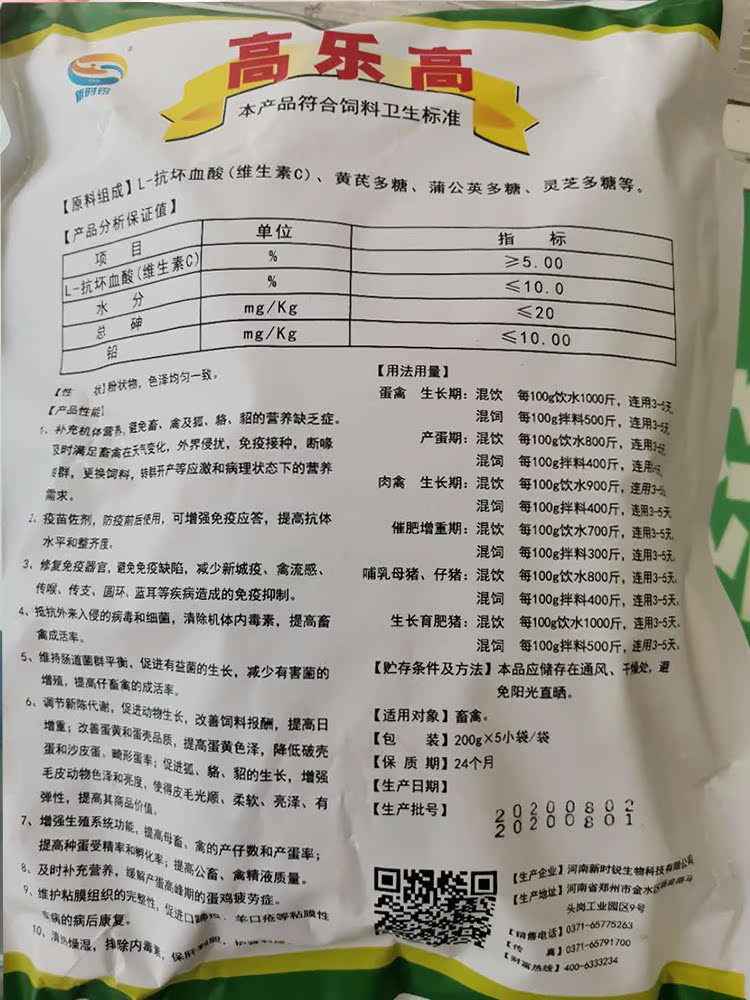 新时锐
高乐高
本产品符合饲料卫生标准
【原料组成】L-抗坏血酸(维生素C)、黄芪多糖、蒲公英多糖、灵芝多糖等。
【产品分析保证值】
项 目 单位 指 标
L-抗坏血酸(维生素C) % ≥5.00
水 分 % ≤10.0
总 砷 mg/Kg ≤20
铅 mg/Kg ≤10.00
【性 状】粉状物，色泽均匀一致。
【产品性能】
1、补充机体营养，避免畜、禽及狐、貉、貂的营养缺乏症。
及时满足畜禽在天气变化，外界侵扰，免疫接种，断喙
转群，更换饲料，转群开产等应激和病理状态下的营养
需求。
2、疫苗佐剂，防疫前后使用，可增强免疫应答，提高抗体
水平和整齐度。
3、修复免疫器官，避免免疫缺陷，减少新城疫、禽流感、
传喉、传支、圆环、蓝耳等疾病造成的免疫抑制。
4、抵抗外来入侵的病毒和细菌，清除机体内毒素，提高畜
禽成活率。
5、维持肠道菌群平衡，促进有益菌的生长，减少有害菌的
增殖，提高仔畜禽的成活率。
6、调节新陈代谢，促进动物生长，改善饲料报酬，提高日
增重；改善蛋黄和蛋壳品质，提高蛋黄色泽，降低破壳
蛋和沙皮蛋、畸形蛋率；促进狐、貉、貂的生长，增强
毛皮动物色泽和亮度，使得皮毛光顺、柔软、亮泽、有
弹性，提高其商品价值。
7、增强生殖系统功能，提高母畜、禽的产仔数和产蛋率；
提高种蛋受精率和孵化率；提高公畜、禽精液质量。
8、及时补充营养，缓解产蛋高峰期的蛋鸡疲劳症。
9、维护粘膜组织的完整性，促进口蹄疫、羊口疮等粘膜性
疾病的病后康复。
10、清热燥湿，排除内毒素，保肝利胆，
【用法用量】
蛋禽 生长期：混饮 每100g饮水1000斤，连用3-5天
混饲 每100g拌料500斤，连用3-5天
产蛋期：混饮 每100g饮水800斤，连用3-5天
混饲 每100g拌料400斤，连用3-5天
肉禽 生长期：混饮 每100g饮水900斤，连用3-5天
混饲 每100g拌料400斤，连用3-5天
催肥增重期：混饮 每100g饮水700斤，连用3-5天
混饲 每100g拌料300斤，连用3-5天
哺乳母猪、仔猪：混饮 每100g饮水800斤，连用3-5天
混饲 每100g拌料400斤，连用3-5天。
生长育肥猪：混饮 每100g饮水1000斤，连用3-5天。
混饲 每100g拌料500斤，连用3-5天。
【贮存条件及方法】本品应储存在通风、干燥处，避
免阳光直晒。
【适用对象】畜禽。
【包 装】200g×5小袋/袋
【保 质 期】24个月
【生产日期】
【生产批号】
20200802
20200801
【生产企业】河南新时锐生物科技有限公司
【生产地址】河南省郑州市金水区
头岗工业园区9号
【销售电话】0371-65775263
【传 真】0371-65791700
【财富热线】400-6333234